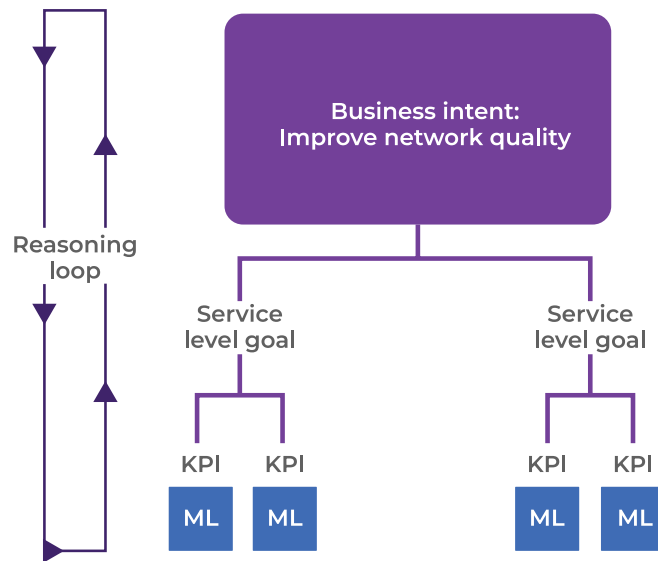 Business intent:
Improve network quality
Reasoning
loop
Service
level goal
Service
level goal
KPI
KPI
KPI
KPI
ML
ML
ML
ML